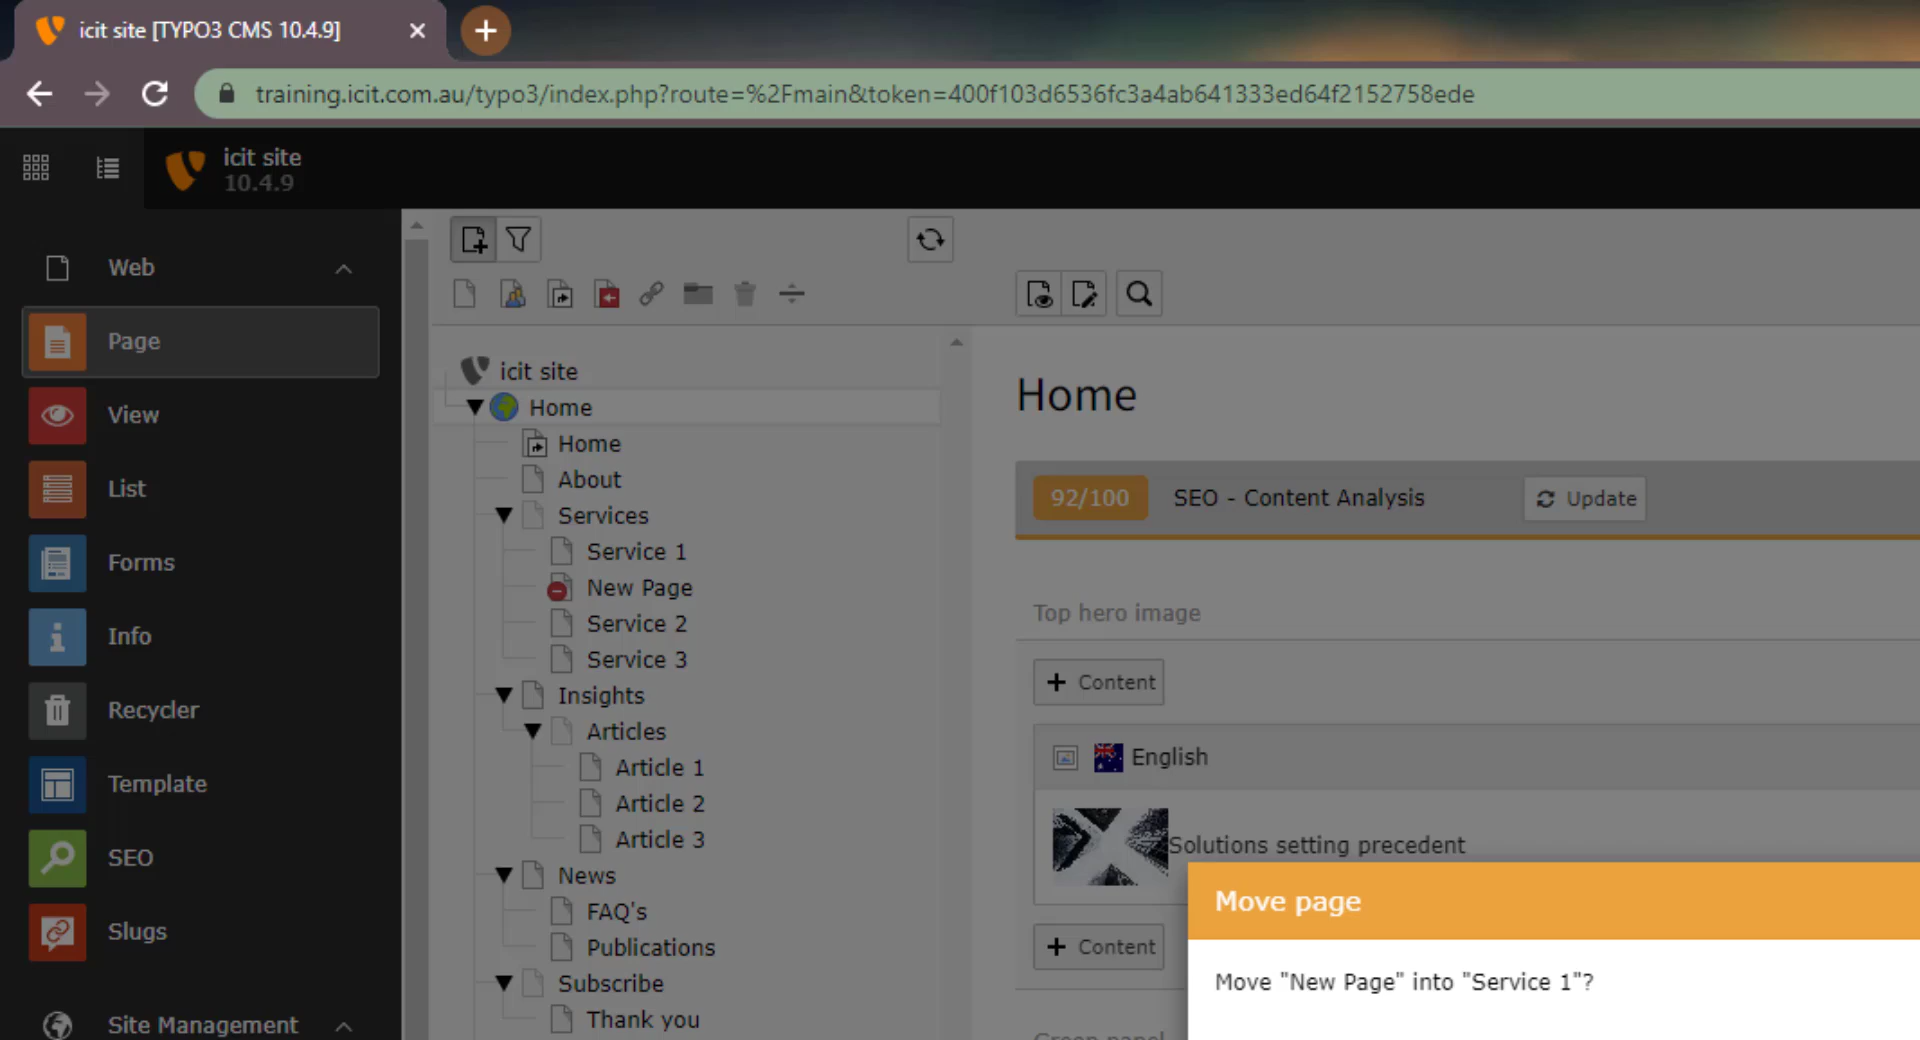 icit site [TYPO3 CMS 10.4.9]
training.icit.com.au/typo3/index.php?route=%2Fmain&token=400f103d6536fc3a4ab641333ed64f2152758ede
icit site
10.4.9
Web
Page
View
List
Forms
Info
Recycler
Template
SEO
Slugs
Site Management
icit site
Home
Home
About
Services
Service 1
New Page
Service 2
Service 3
Insights
Articles
Article 1
Article 2
Article 3
News
FAQ's
Publications
Subscribe
Thank you
Home
92/100 SEO - Content Analysis Update
Top hero image
+ Content
English
Solutions setting precedent
+ Content
Move page
Move "New Page" into "Service 1"?